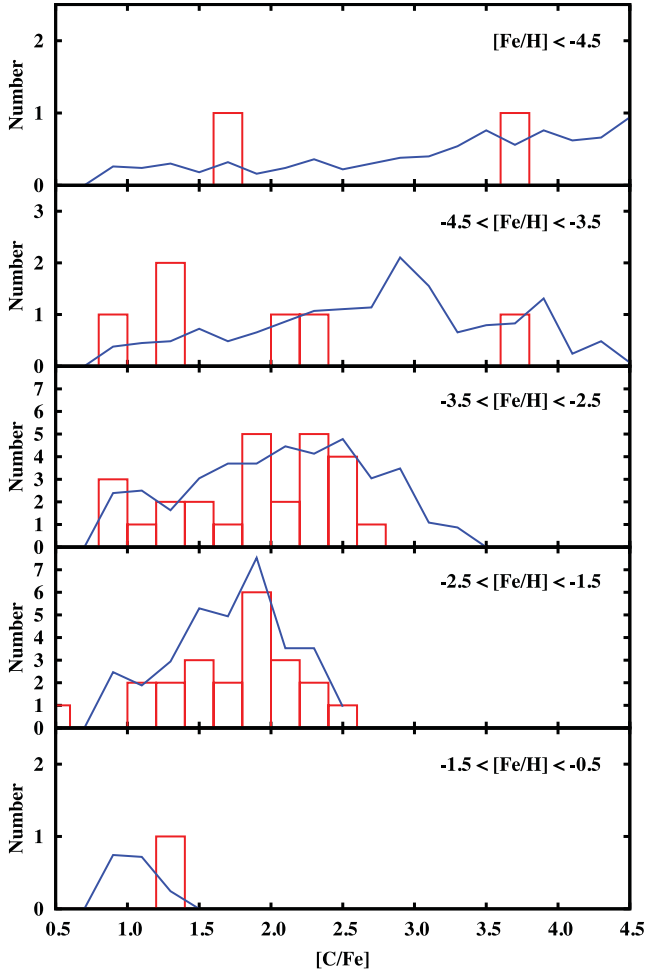 2
1
0
Number
[Fe/H] < -4.5
3
2
1
0
Number
-4.5 < [Fe/H] < -3.5
7
6
5
4
3
2
1
0
Number
-3.5 < [Fe/H] < -2.5
7
6
5
4
3
2
1
0
Number
-2.5 < [Fe/H] < -1.5
2
1
0
Number
-1.5 < [Fe/H] < -0.5
0.5 1.0 1.5 2.0 2.5 3.0 3.5 4.0 4.5
[C/Fe]